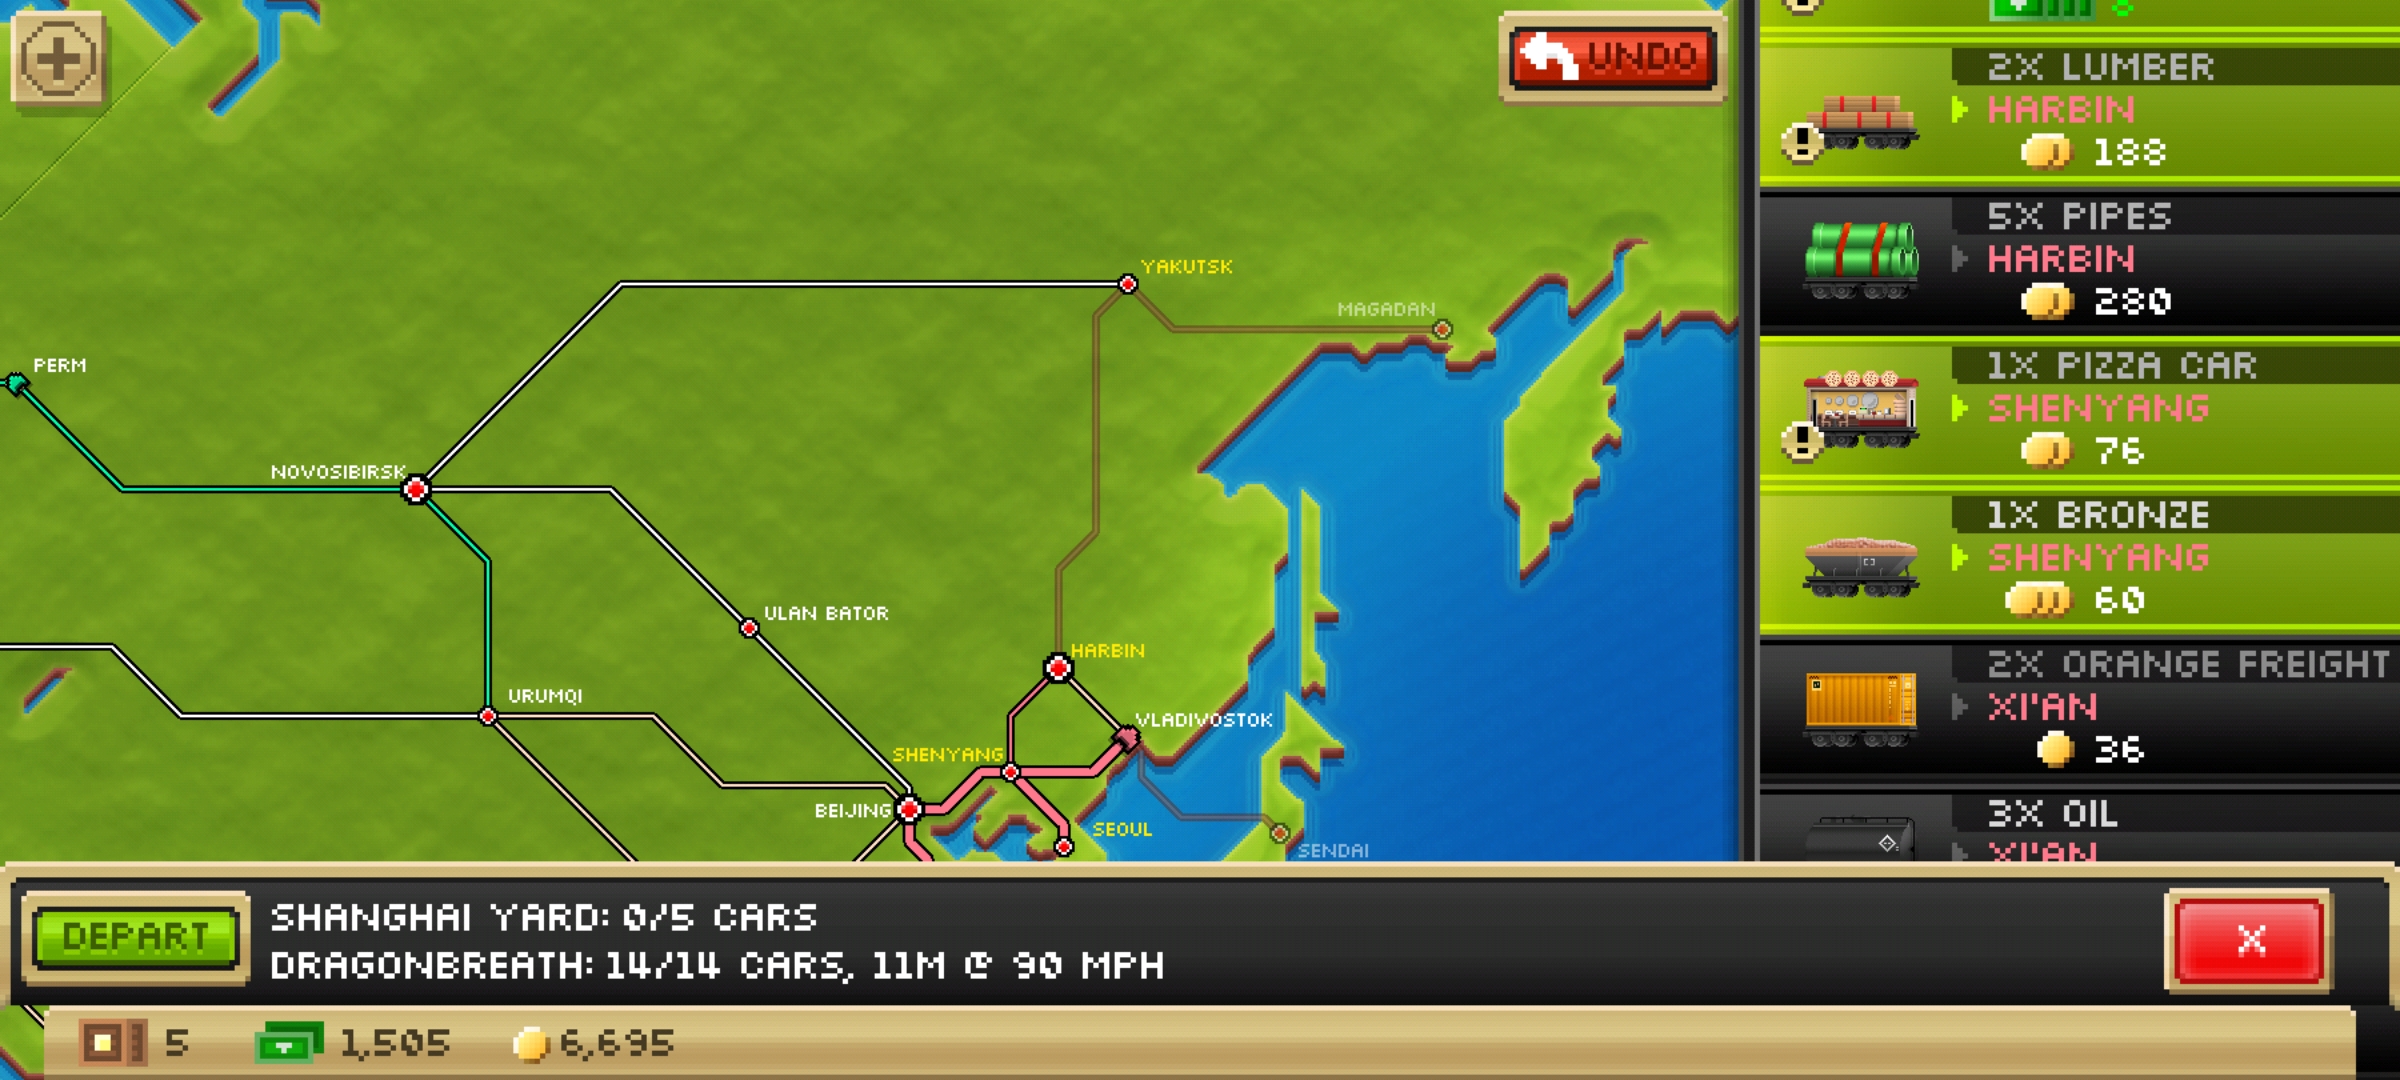 UNDO
YAKUTSK
MAGADAN
PERM
NOVOSIBIRSK
ULAN BATOR
HARBIN
URUMQI
VLADIVOSTOK
SHENYANG
BEIJING
SEOUL
SENDAI
8
2X LUMBER
HARBIN
188
5X PIPES
HARBIN
280
1X PIZZA CAR
SHENYANG
76
1X BRONZE
SHENYANG
60
2X ORANGE FREIGHT
XI'AN
36
3X OIL
XI'AN
DEPART
SHANGHAI YARD: 0/5 CARS
DRAGONBREATH: 14/14 CARS, 11M @ 90 MPH
X
5
1,505
6,695